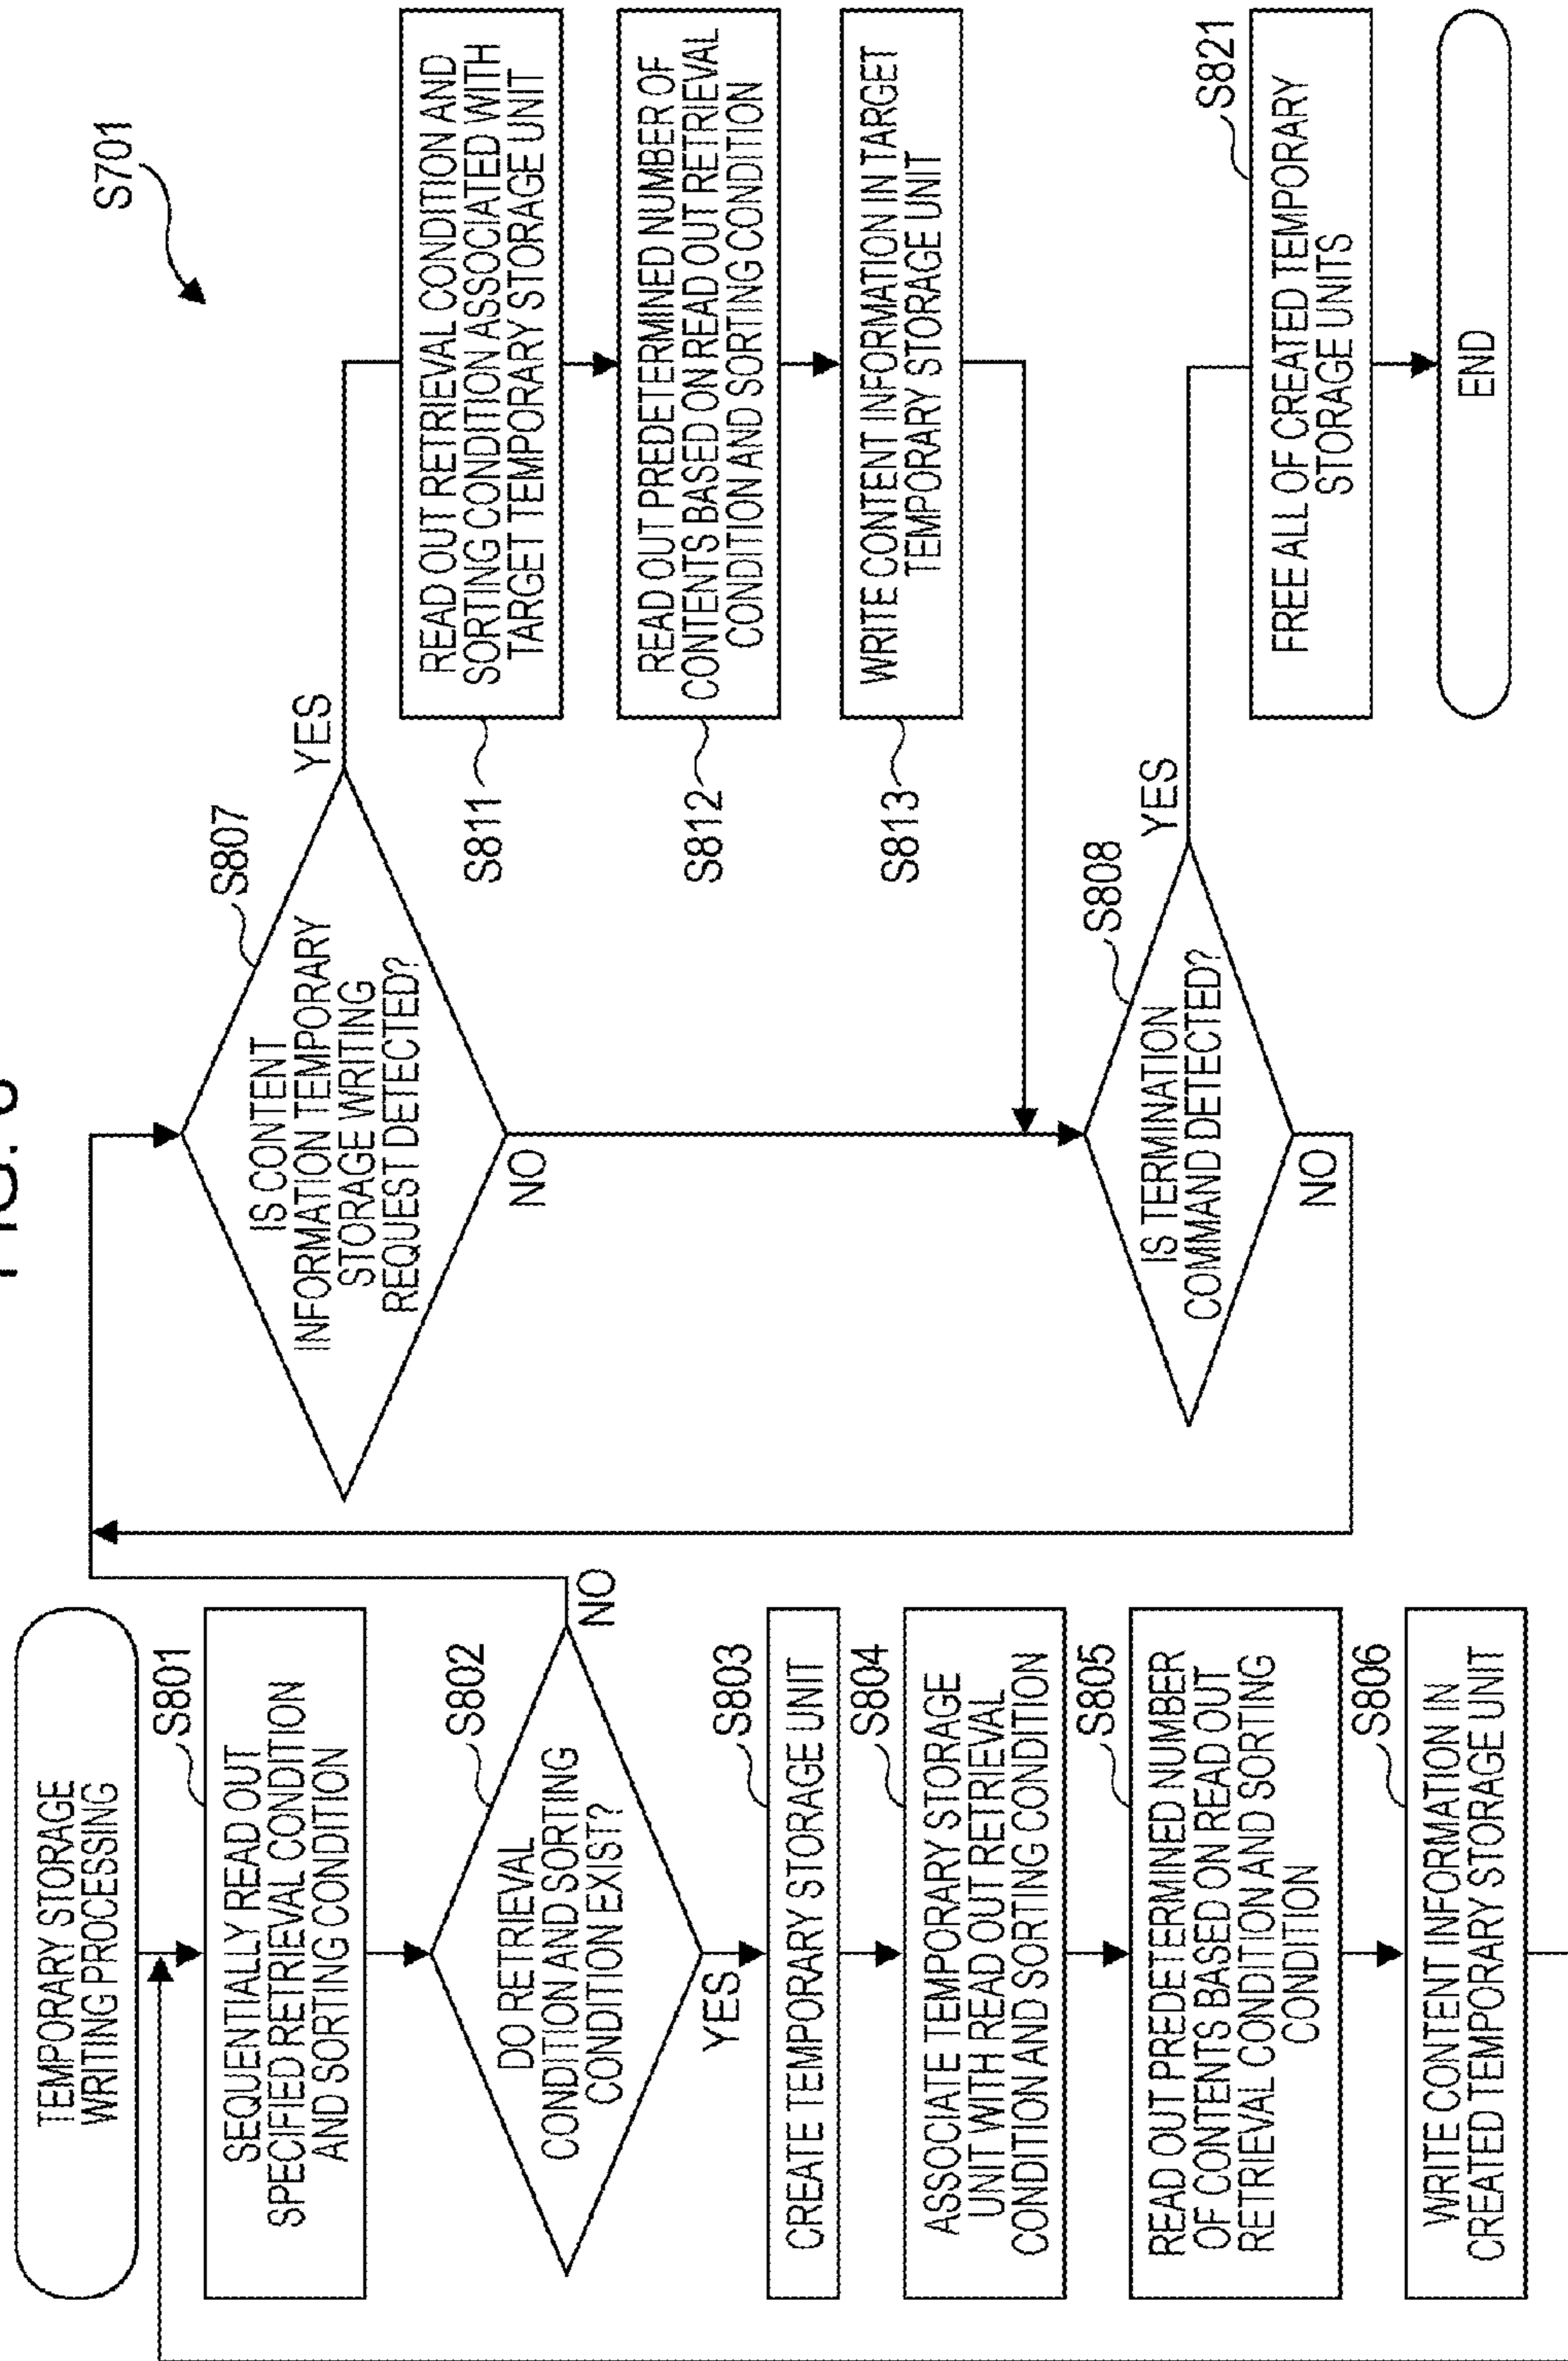 FIG.
S701
TEMPORARY STORAGE
WRITING PROCESSING
S801
SEQUENTIALLY READ OUT
SPECIFIED RETRIEVAL CONDITION
AND SORTING CONDITION
S802
DO RETRIEVAL
CONDITION AND SORTING
CONDITION EXIST?
NO
YES
S803
CREATE TEMPORARY STORAGE UNIT
S804
ASSOCIATE TEMPORARY STORAGE
UNIT WITH READ OUT RETRIEVAL
CONDITION AND SORTING CONDITION
S805
READ OUT PREDETERMINED NUMBER
OF CONTENTS BASED ON READ OUT
RETRIEVAL CONDITION AND SORTING
CONDITION
S806
WRITE CONTENT INFORMATION IN
CREATED TEMPORARY STORAGE UNIT
S807
IS CONTENT
INFORMATION TEMPORARY
STORAGE WRITING
REQUEST DETECTED?
YES
NO
S811
READ OUT RETRIEVAL CONDITION AND
SORTING CONDITION ASSOCIATED WITH
TARGET TEMPORARY STORAGE UNIT
S812
READ OUT PREDETERMINED NUMBER OF
CONTENTS BASED ON READ OUT RETRIEVAL
CONDITION AND SORTING CONDITION
S813
WRITE CONTENT INFORMATION IN TARGET
TEMPORARY STORAGE UNIT
S808
IS TERMINATION
COMMAND DETECTED?
YES
NO
S821
FREE ALL OF CREATED TEMPORARY
STORAGE UNITS
END